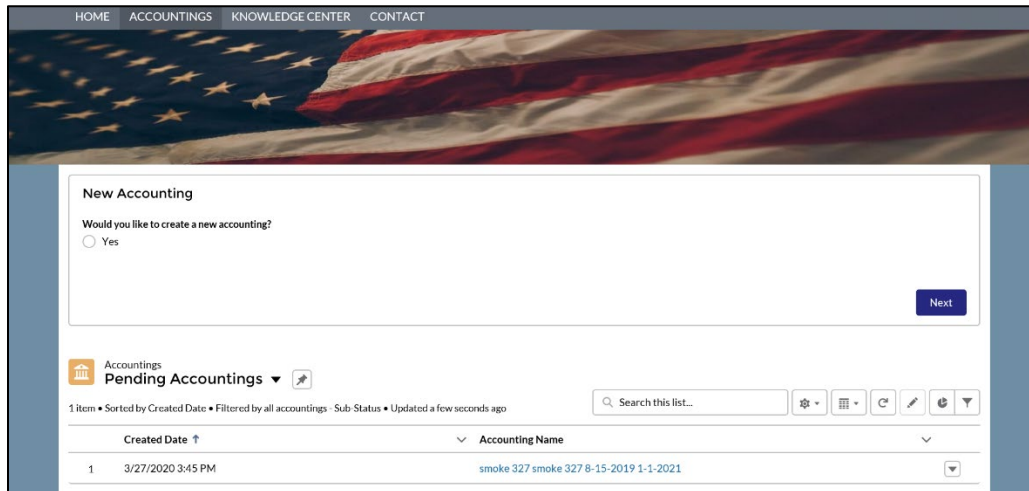 HOME ACCOUNTINGS KNOWLEDGE CENTER CONTACT
New Accounting
Would you like to create a new accounting?
Yes
Next
Accountings
Pending Accountings
1 item • Sorted by Created Date • Filtered by all accountings - Sub-Status • Updated a few seconds ago
Search this list...
Created Date Accounting Name
1 3/27/2020 3:45 PM smoke 327 smoke 327 8-15-2019 1-1-2021